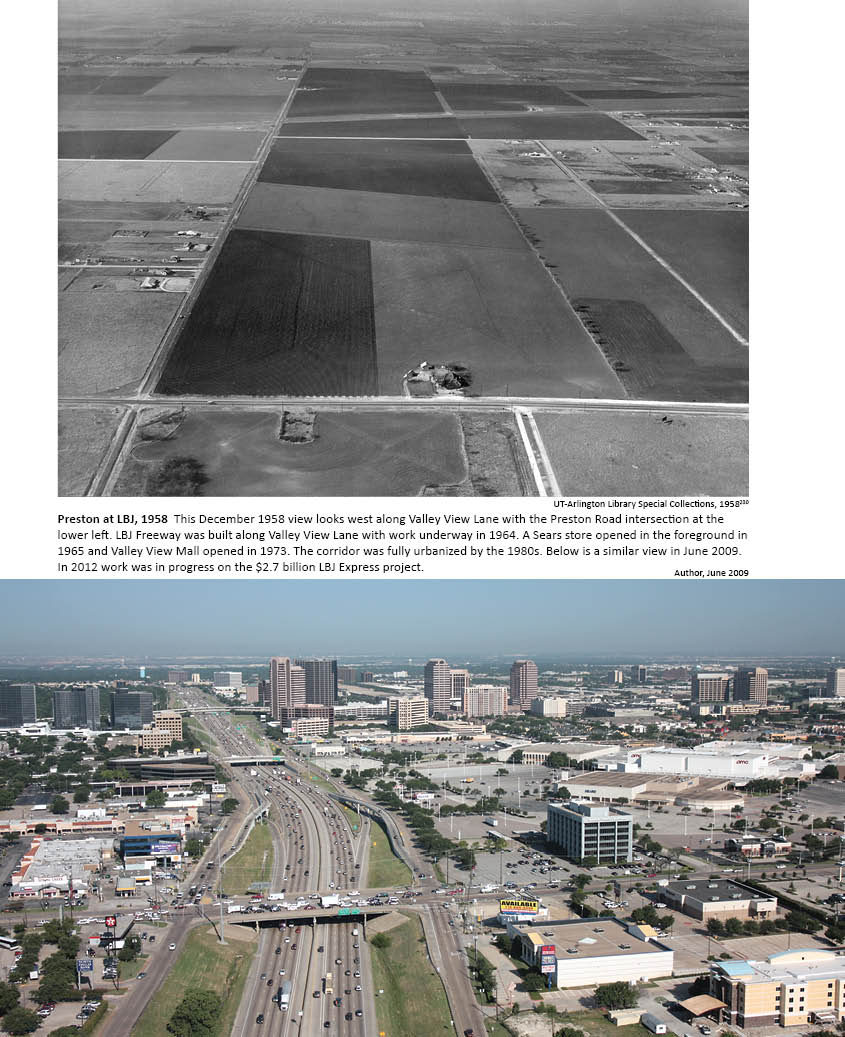 UT-Arlington Library Special Collections, 1958²³⁰
Preston at LBJ, 1958 This December 1958 view looks west along Valley View Lane with the Preston Road intersection at the
lower left. LBJ Freeway was built along Valley View Lane with work underway in 1964. A Sears store opened in the foreground in
1965 and Valley View Mall opened in 1973. The corridor was fully urbanized by the 1980s. Below is a similar view in June 2009.
In 2012 work was in progress on the $2.7 billion LBJ Express project.
Author, June 2009
amc
AVAILABLE